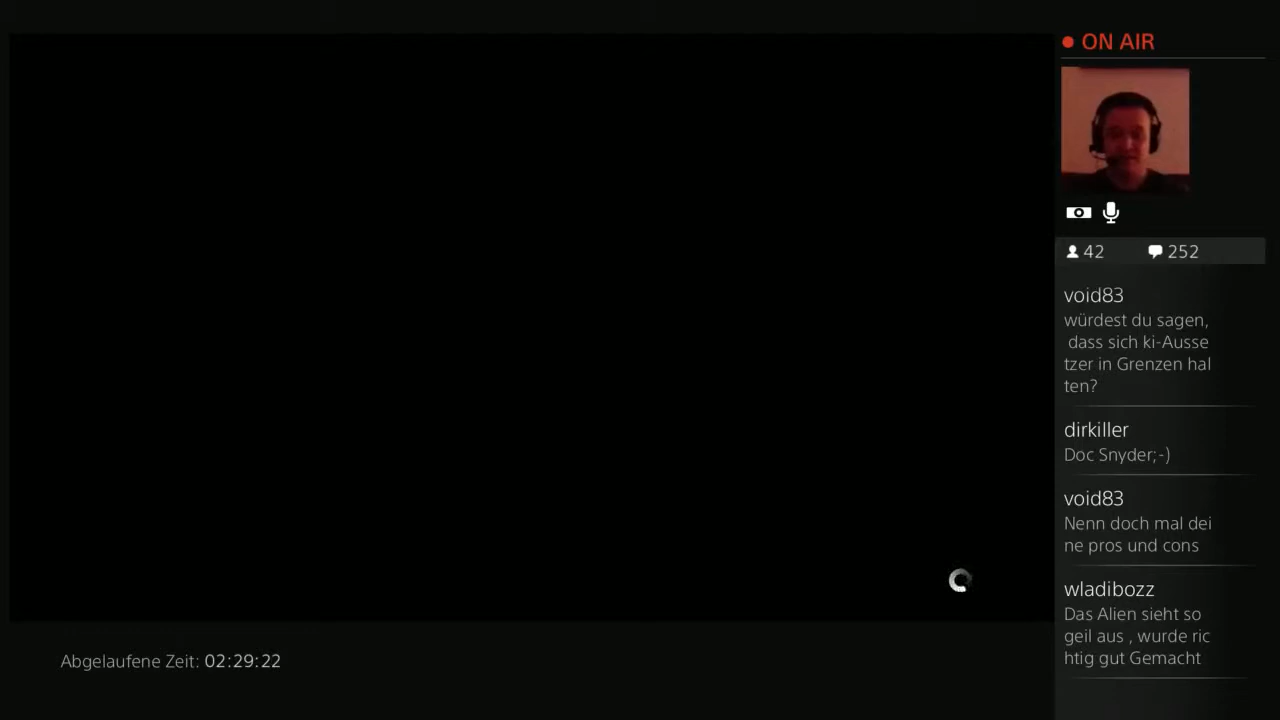 ON AIR
42 252
void83
würdest du sagen,
dass sich ki-Ausse
tzer in Grenzen hal
ten?
dirkiller
Doc Snyder;-)
void83
Nenn doch mal dei
ne pros und cons
wladibozz
Das Alien sieht so
geil aus , wurde ric
htig gut Gemacht
Abgelaufene Zeit: 02:29:22